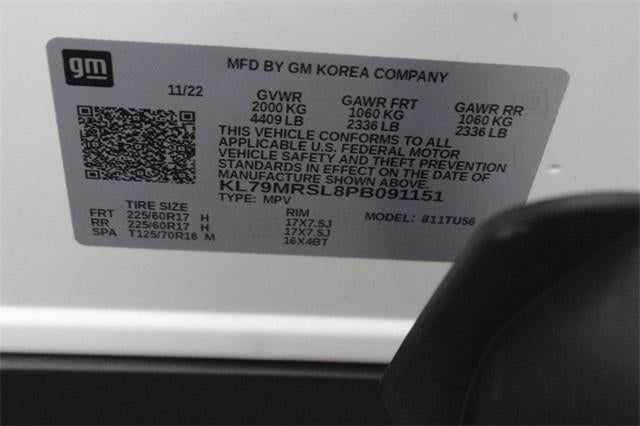 gm
MFD BY GM KOREA COMPANY
11/22
GVWR GAWR FRT GAWR RR
2000 KG 1060 KG 1060 KG
4409 LB 2336 LB 2336 LB
THIS VEHICLE CONFORMS TO ALL
APPLICABLE U.S. FEDERAL MOTOR
VEHICLE SAFETY AND THEFT PREVENTION
STANDARDS IN EFFECT ON THE DATE OF
MANUFACTURE SHOWN ABOVE.
KL79MRSL8PB091151
TYPE: MPV
MODEL: 811TU56
TIRE SIZE RIM
FRT 225/60R17 H 17X7.5J
RR 225/60R17 H 17X7.5J
SPA T125/70R16 M 16X4BT